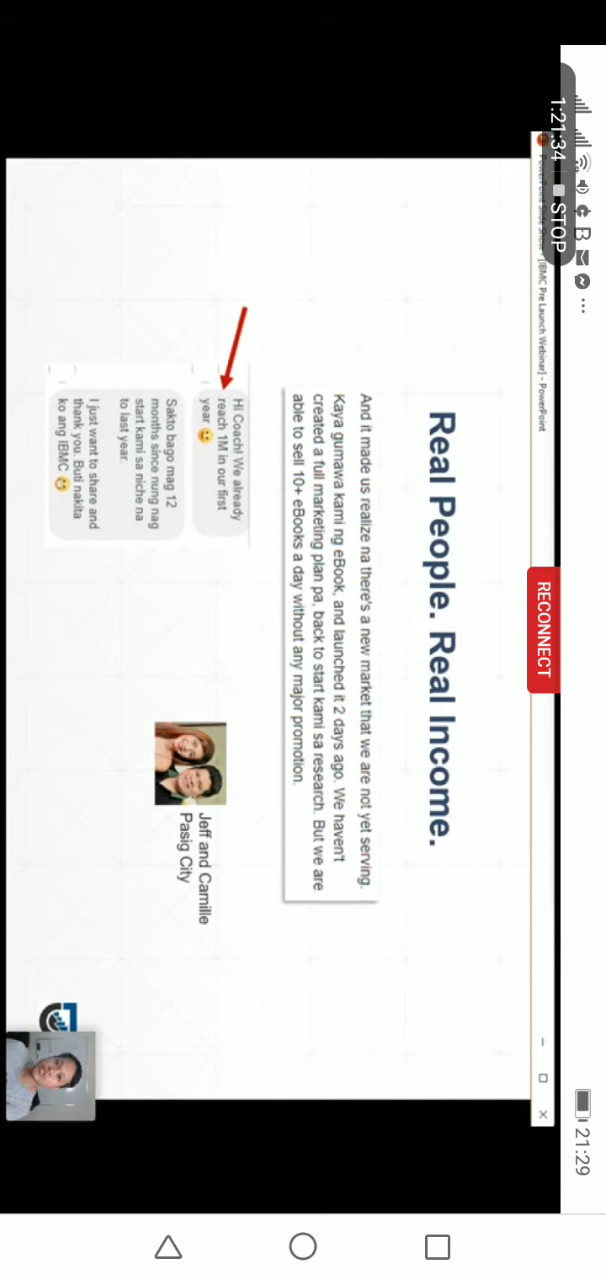 21:29
1:21:34
STOP
PowerPoint Slide Show - [IBMC Pre Launch Webinar] - PowerPoint
RECONNECT
Real People. Real Income.
And it made us realize na there's a new market that we are not yet serving.
Kaya gumawa kami ng eBook, and launched it 2 days ago. We haven't
created a full marketing plan pa, back to start kami sa research. But we are
able to sell 10+ eBooks a day without any major promotion.
Hi Coach! We already
reach 1M in our first
year 😀
Sakto bago mag 12
months since nung nag
start kami sa niche na
to last year.
I just want to share and
thank you. Buti nakita
ko ang IBMC 😁
Jeff and Camille
Pasig City